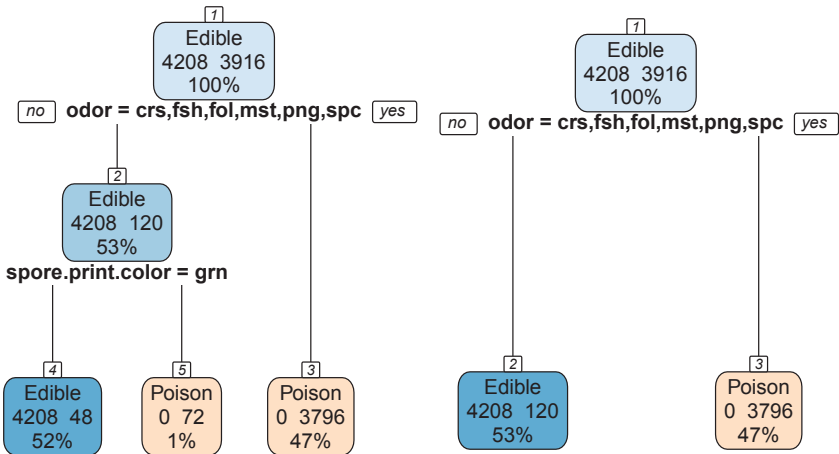 1
Edible
4208 3916
100%
no odor = crs,fsh,fol,mst,png,spc yes
2
Edible
4208 120
53%
spore.print.color = grn
4
Edible
4208 48
52%
5
Poison
0 72
1%
3
Poison
0 3796
47%
1
Edible
4208 3916
100%
no odor = crs,fsh,fol,mst,png,spc yes
2
Edible
4208 120
53%
3
Poison
0 3796
47%